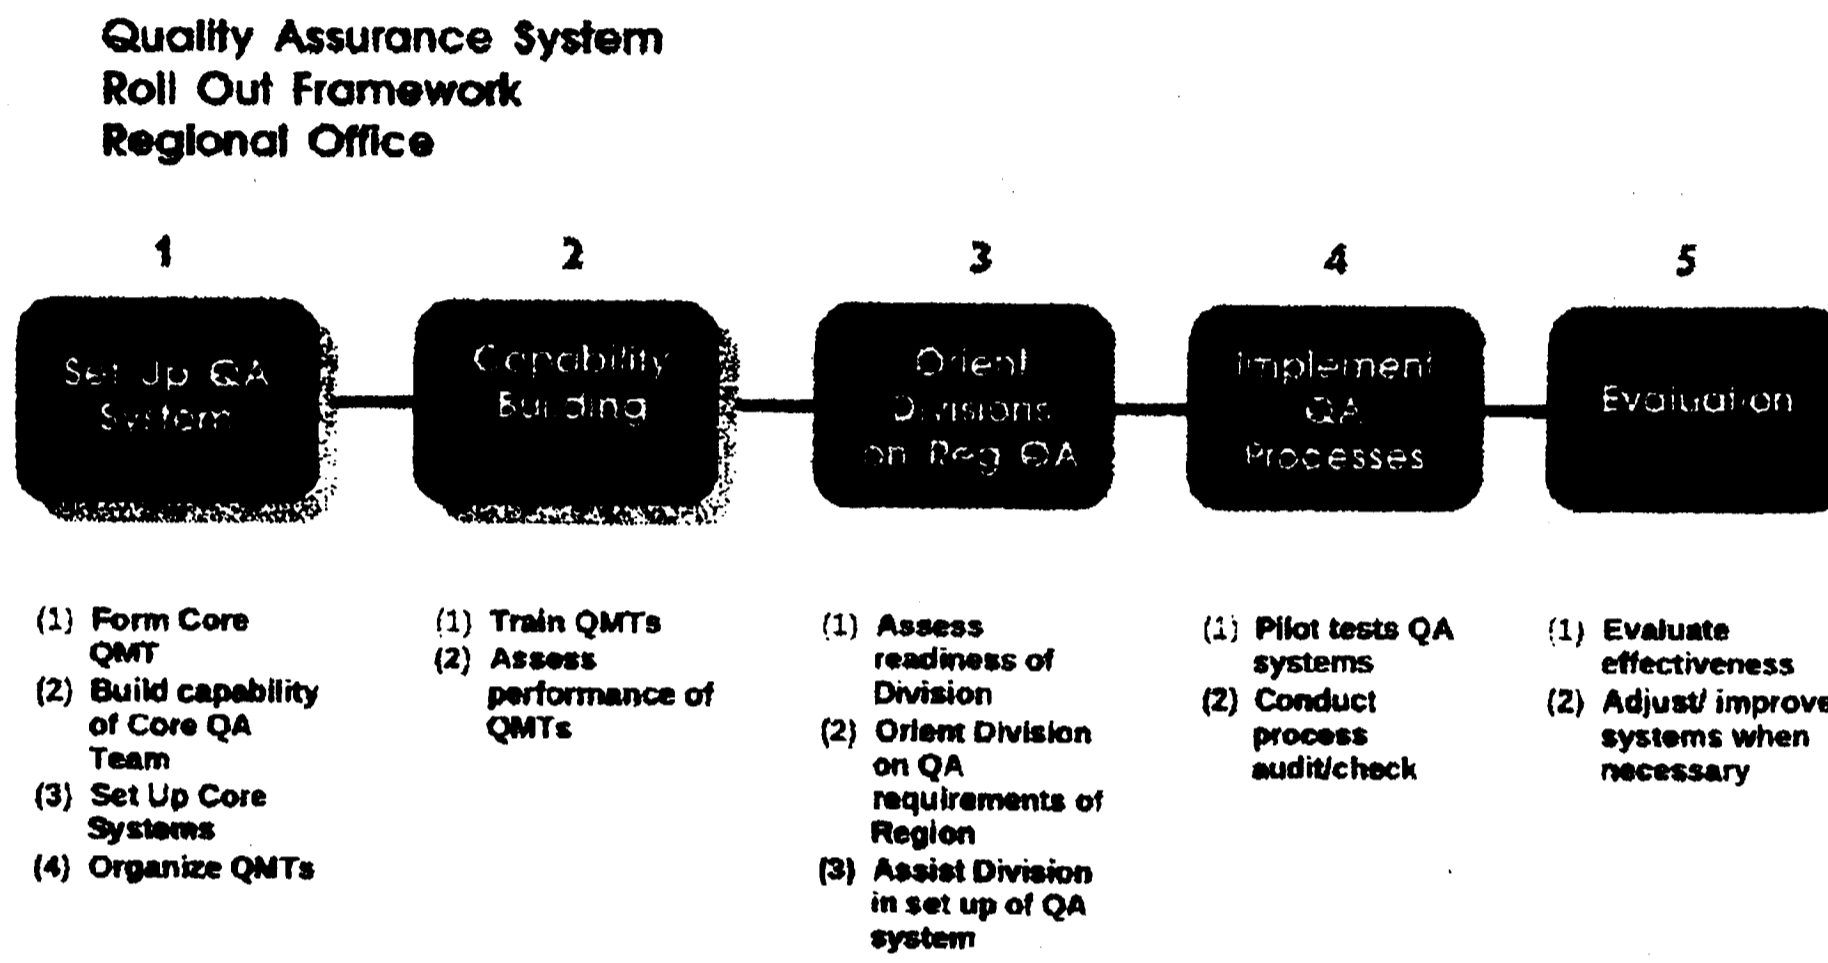 Quality Assurance System
Roll Out Framework
Regional Office
1
Set Up QA
System
(1) Form Core
QMT
(2) Build capability
of Core QA
Team
(3) Set Up Core
Systems
(4) Organize QMTs
2
Capability
Building
(1) Train QMTs
(2) Assess
performance of
QMTs
3
Orient
Divisions
on Reg QA
(1) Assess
readiness of
Division
(2) Orient Division
on QA
requirements of
Region
(3) Assist Division
in set up of QA
system
4
Implement
QA
Processes
(1) Pilot tests QA
systems
(2) Conduct
process
audit/check
5
Evaluation
(1) Evaluate
effectiveness
(2) Adjust/ improve
systems when
necessary